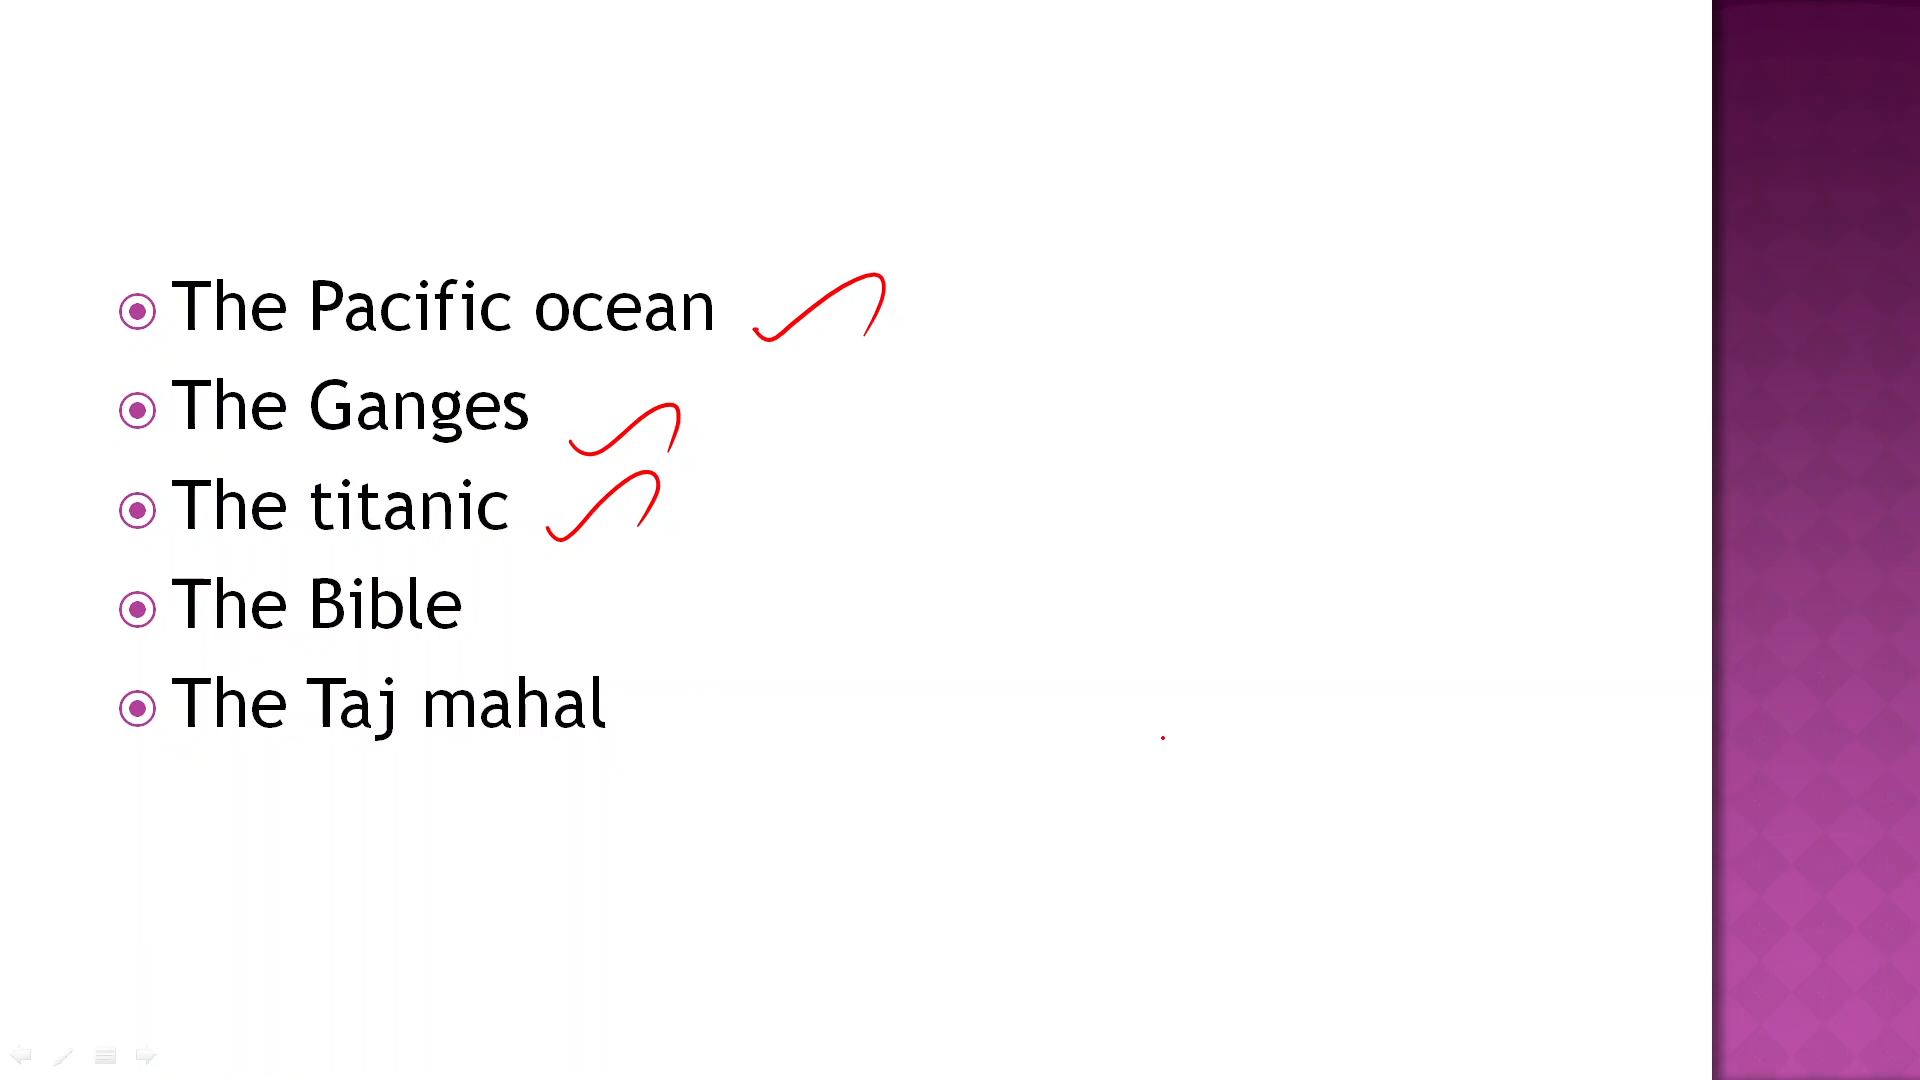 The Pacific ocean
The Ganges
The titanic
The Bible
The Taj mahal